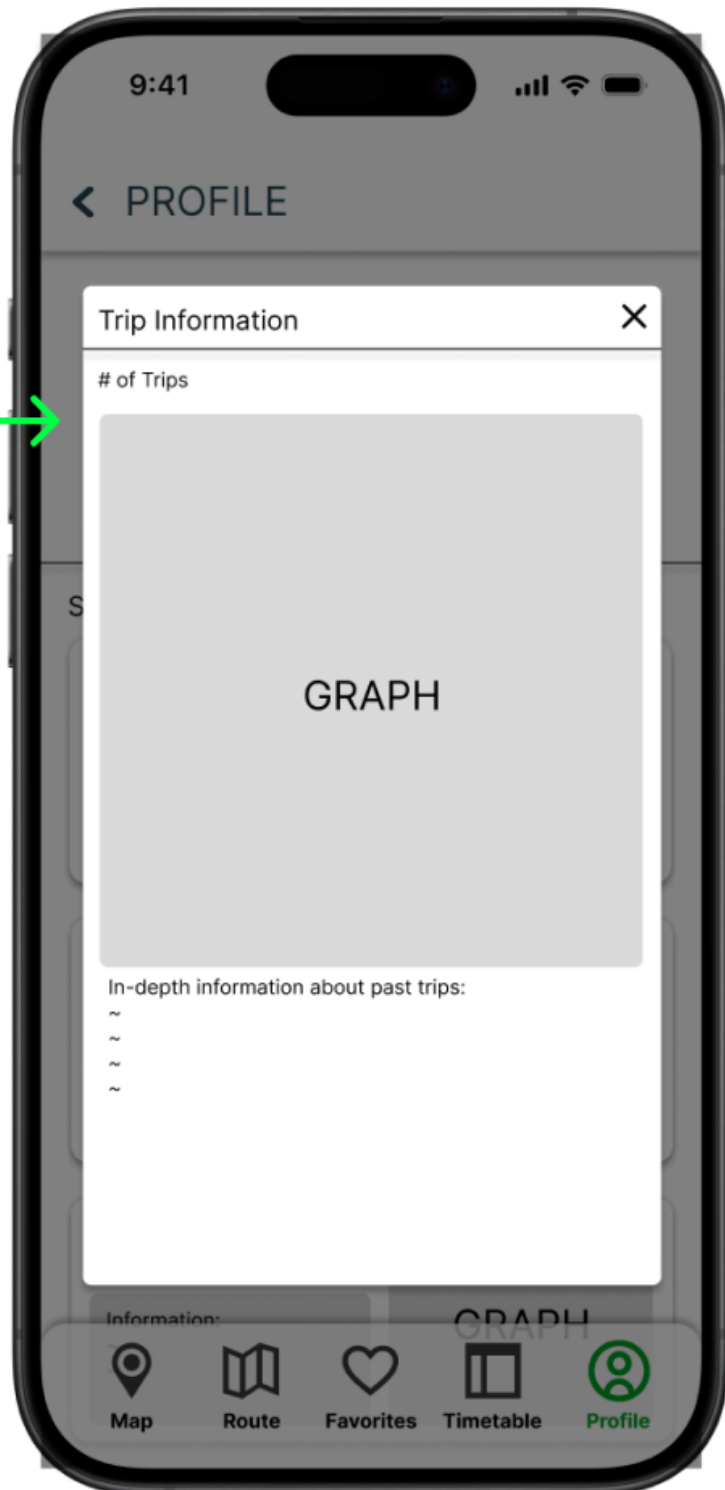 9:41
PROFILE
Trip Information
# of Trips
S
GRAPH
In-depth information about past trips:
~
~
~
~
Information:
GRAPH
Map Route Favorites Timetable Profile